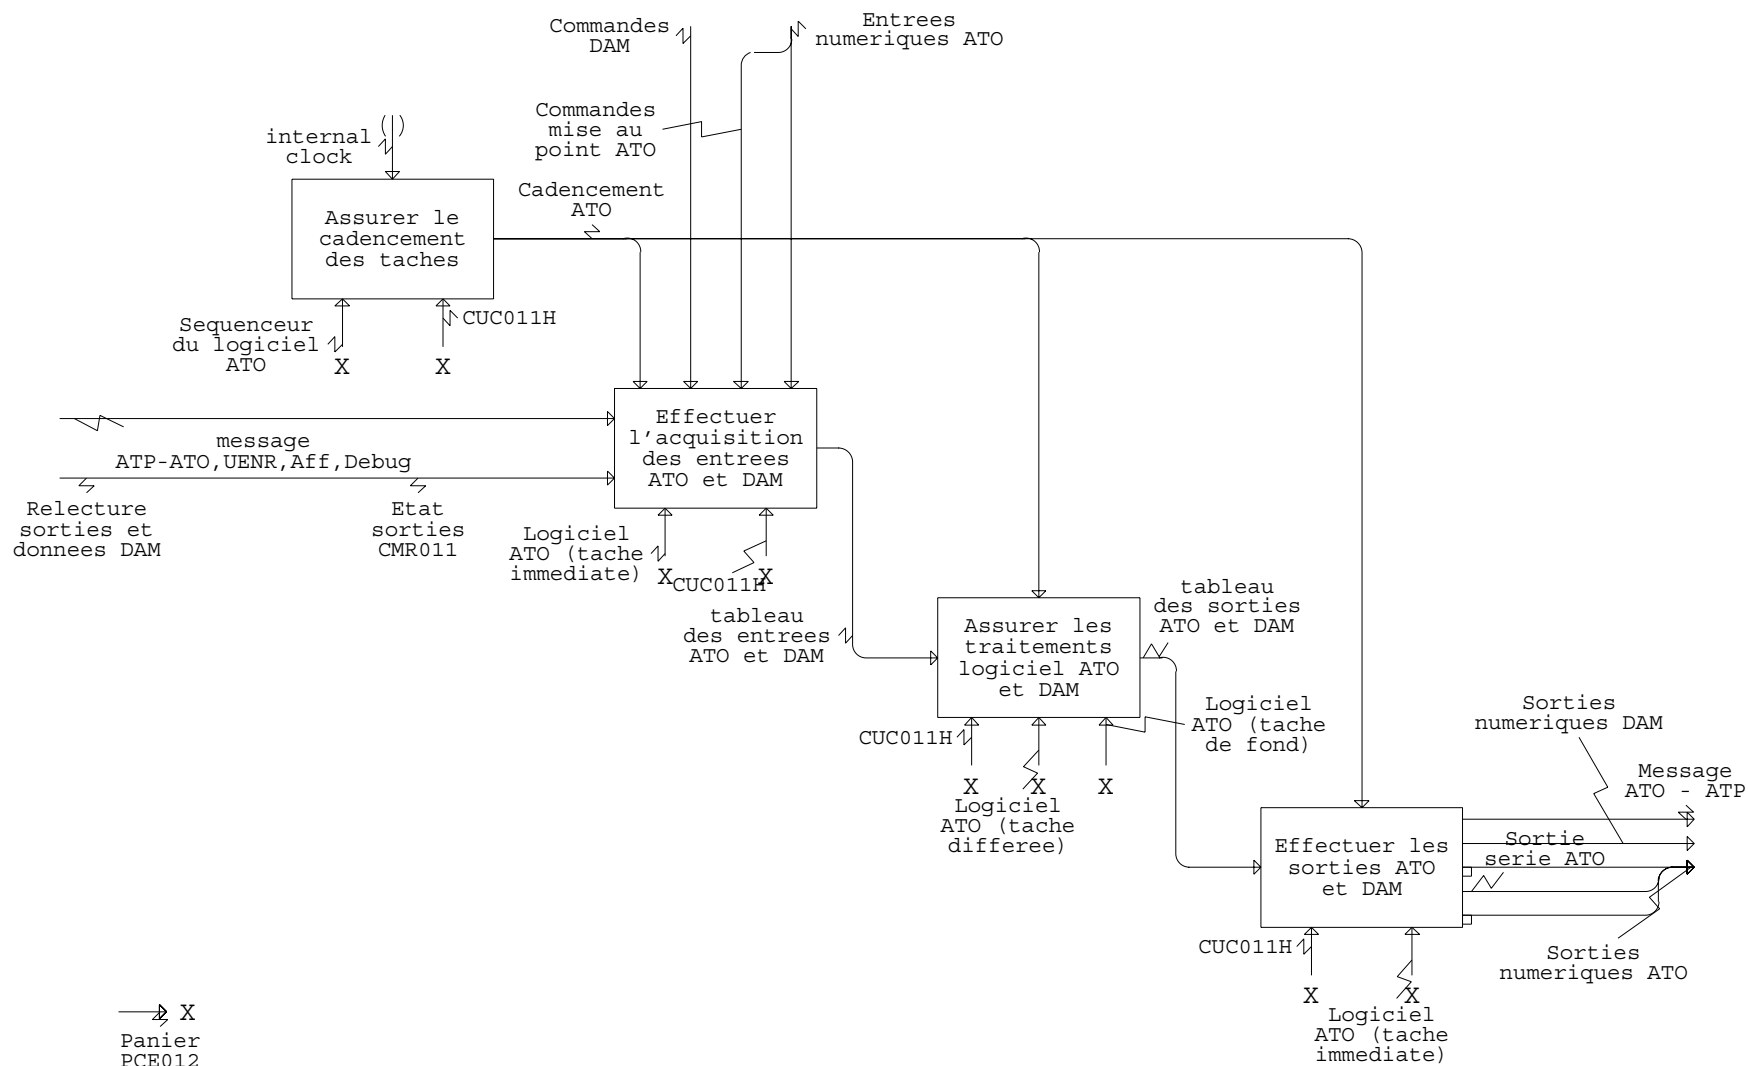 Commandes
DAM
Entrees
numeriques ATO
Commandes
mise au
point ATO
( )
internal
clock
Cadencement
ATO
Assurer le
cadencement
des taches
Sequenceur
du logiciel
ATO
X
CUC011H
X
Effectuer
l'acquisition
des entrees
ATO et DAM
message
ATP-ATO,UENR,Aff,Debug
Relecture
sorties et
donnees DAM
Etat
sorties
CMR011
Logiciel
ATO (tache
immediate)
X
CUC011H
X
tableau
des entrees
ATO et DAM
Assurer les
traitements
logiciel ATO
et DAM
tableau
des sorties
ATO et DAM
CUC011H
X
Logiciel
ATO (tache
differee)
X
Logiciel
ATO (tache
de fond)
X
Effectuer les
sorties ATO
et DAM
Sorties
numeriques DAM
Message
ATO - ATP
Sortie
serie ATO
Sorties
numeriques ATO
CUC011H
X
X
Logiciel
ATO (tache
immediate)
X
Panier
PCE012